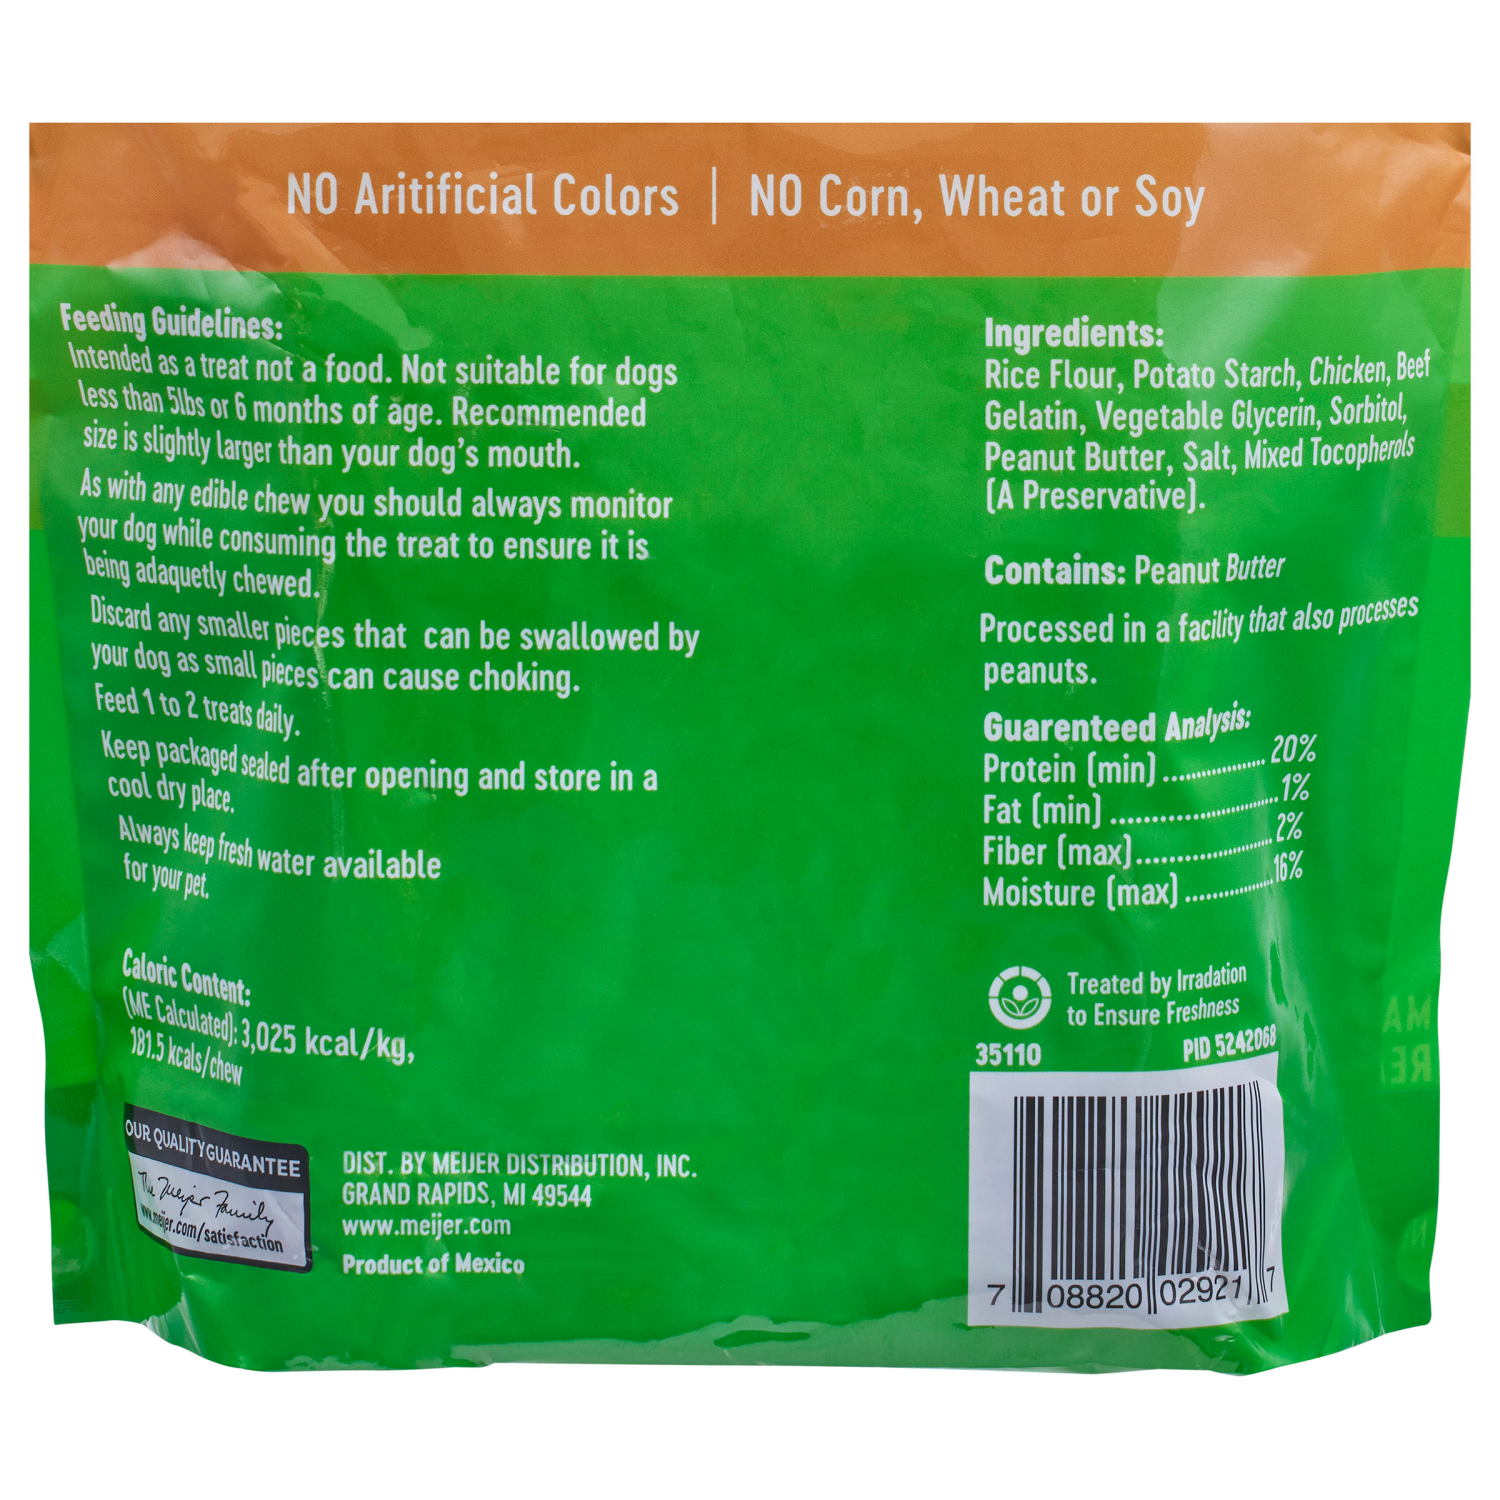 NO Aritificial Colors | NO Corn, Wheat or Soy
Feeding Guidelines:
Intended as a treat not a food. Not suitable for dogs
less than 5lbs or 6 months of age. Recommended
size is slightly larger than your dog's mouth.
As with any edible chew you should always monitor
your dog while consuming the treat to ensure it is
being adaquetly chewed.
Discard any smaller pieces that can be swallowed by
your dog as small pieces can cause choking.
Feed 1 to 2 treats daily.
Keep packaged sealed after opening and store in a
cool dry place.
Always keep fresh water available
for your pet.
Caloric Content:
(ME Calculated): 3,025 kcal/kg,
181.5 kcals/chew
OUR QUALITY GUARANTEE
The Meijer Family
www.meijer.com/satisfaction
DIST. BY MEIJER DISTRIBUTION, INC.
GRAND RAPIDS, MI 49544
www.meijer.com
Product of Mexico
Ingredients:
Rice Flour, Potato Starch, Chicken, Beef
Gelatin, Vegetable Glycerin, Sorbitol,
Peanut Butter, Salt, Mixed Tocopherols
(A Preservative).
Contains: Peanut Butter
Processed in a facility that also processes
peanuts.
Guarenteed Analysis:
Protein (min) .................. 20%
Fat (min) ............................ 1%
Fiber (max)....................... 2%
Moisture (max) ............... 16%
Treated by Irradation
to Ensure Freshness
35110 PID 5242068
7 08820 02921 7